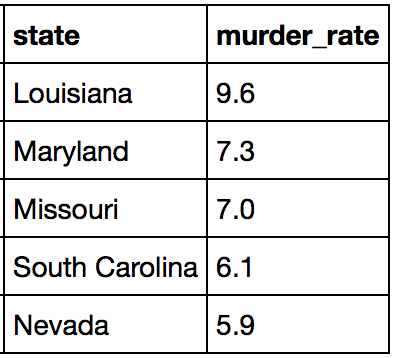 state murder_rate
Louisiana 9.6
Maryland 7.3
Missouri 7.0
South Carolina 6.1
Nevada 5.9